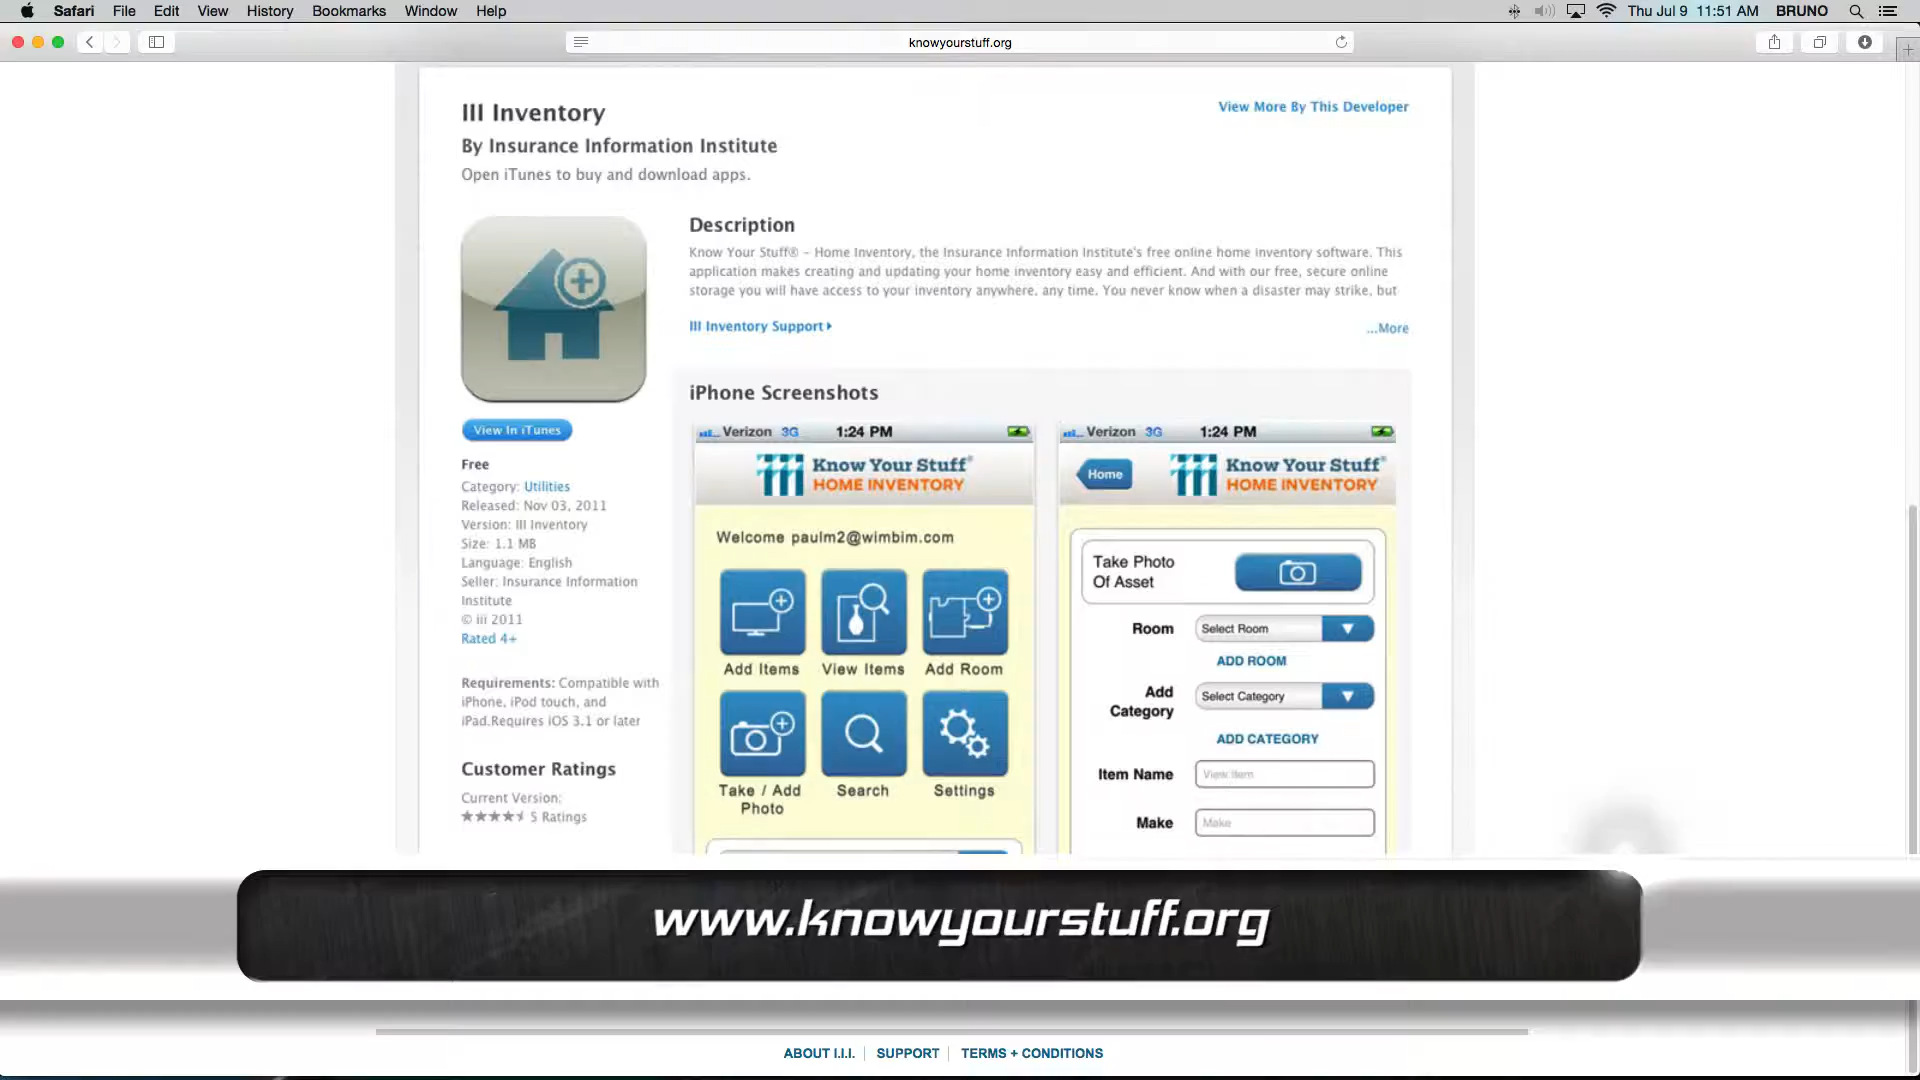 Safari File Edit View History Bookmarks Window Help Thu Jul 9 11:51 AM BRUNO
knowyourstuff.org
III Inventory
View More By This Developer
By Insurance Information Institute
Open iTunes to buy and download apps.
Description
Know Your Stuff® - Home Inventory, the Insurance Information Institute's free online home inventory software. This
application makes creating and updating your home inventory easy and efficient. And with our free, secure online
storage you will have access to your inventory anywhere, any time. You never know when a disaster may strike, but
III Inventory Support
...More
View In iTunes
Free
Category: Utilities
Released: Nov 03, 2011
Version: III Inventory
Size: 1.1 MB
Language: English
Seller: Insurance Information
Institute
© iii 2011
Rated 4+
Requirements: Compatible with
iPhone, iPod touch, and
iPad.Requires iOS 3.1 or later
Customer Ratings
Current Version:
5 Ratings
iPhone Screenshots
Verizon 3G 1:24 PM
iii Know Your Stuff®
HOME INVENTORY
Welcome paulm2@wimbim.com
Add Items View Items Add Room
Take / Add Search Settings
Photo
Verizon 3G 1:24 PM
Home
iii Know Your Stuff®
HOME INVENTORY
Take Photo
Of Asset
Room Select Room
ADD ROOM
Add
Category Select Category
ADD CATEGORY
Item Name View Item
Make Make
www.knowyourstuff.org
ABOUT I.I.I. SUPPORT TERMS + CONDITIONS